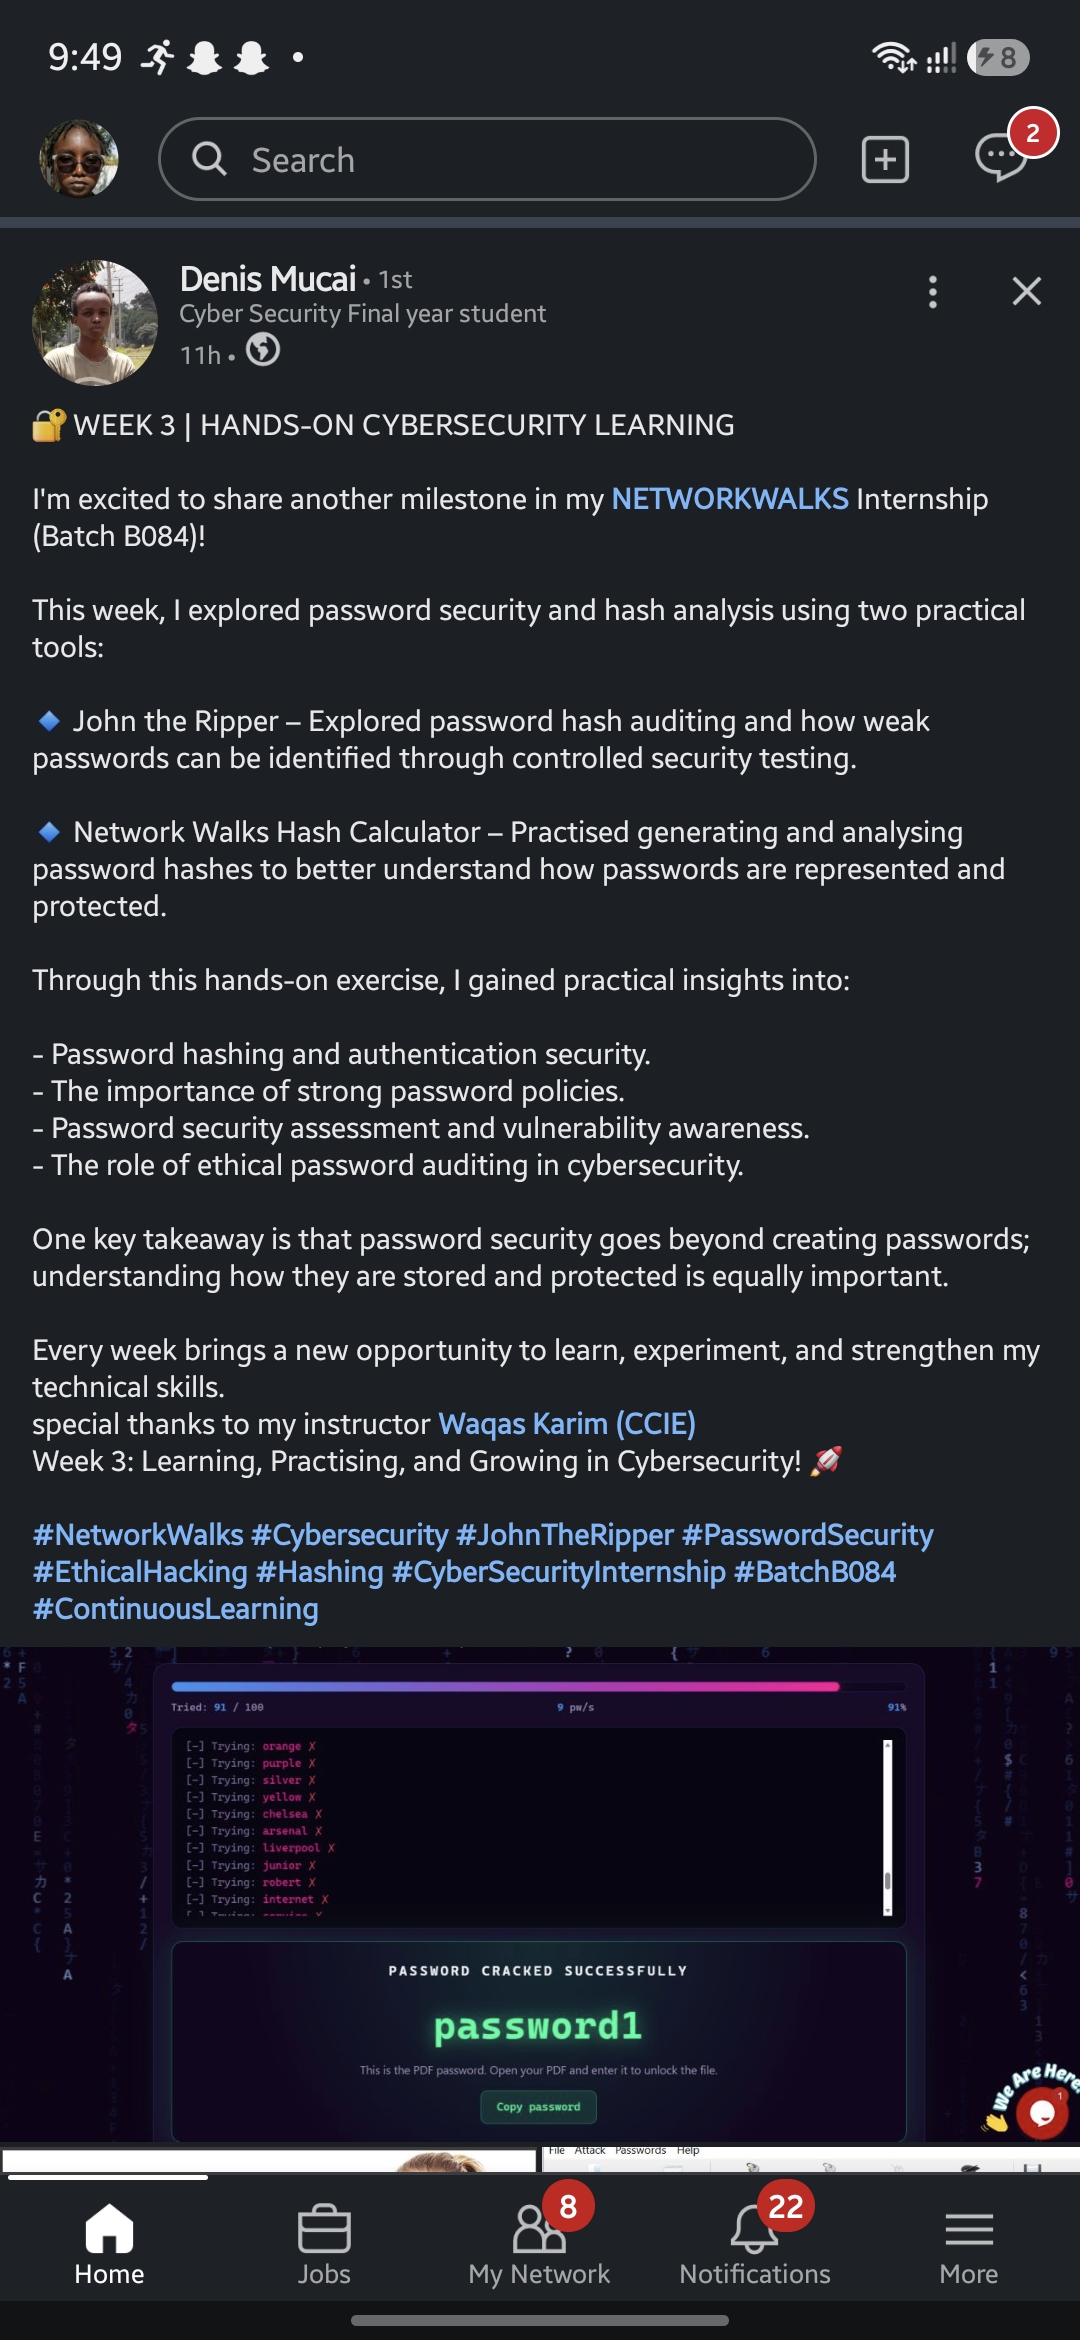 9:49
8
Search
2
Denis Mucai • 1st
Cyber Security Final year student
11h •
WEEK 3 | HANDS-ON CYBERSECURITY LEARNING
I'm excited to share another milestone in my NETWORKWALKS Internship
(Batch B084)!
This week, I explored password security and hash analysis using two practical
tools:
John the Ripper – Explored password hash auditing and how weak
passwords can be identified through controlled security testing.
Network Walks Hash Calculator – Practised generating and analysing
password hashes to better understand how passwords are represented and
protected.
Through this hands-on exercise, I gained practical insights into:
- Password hashing and authentication security.
- The importance of strong password policies.
- Password security assessment and vulnerability awareness.
- The role of ethical password auditing in cybersecurity.
One key takeaway is that password security goes beyond creating passwords;
understanding how they are stored and protected is equally important.
Every week brings a new opportunity to learn, experiment, and strengthen my
technical skills.
special thanks to my instructor Waqas Karim (CCIE)
Week 3: Learning, Practising, and Growing in Cybersecurity! 🚀
#NetworkWalks #Cybersecurity #JohnTheRipper #PasswordSecurity
#EthicalHacking #Hashing #CyberSecurityInternship #BatchB084
#ContinuousLearning
Tried: 91 / 100 9 pw/s 91%
[-] Trying: orange ✗
[-] Trying: purple ✗
[-] Trying: silver ✗
[-] Trying: yellow ✗
[-] Trying: chelsea ✗
[-] Trying: arsenal ✗
[-] Trying: liverpool ✗
[-] Trying: junior ✗
[-] Trying: robert ✗
[-] Trying: internet ✗
PASSWORD CRACKED SUCCESSFULLY
password1
This is the PDF password. Open your PDF and enter it to unlock the file.
Copy password
We Are Here!
1
File Attack Passwords Help
8
22
Home
Jobs
My Network
Notifications
More